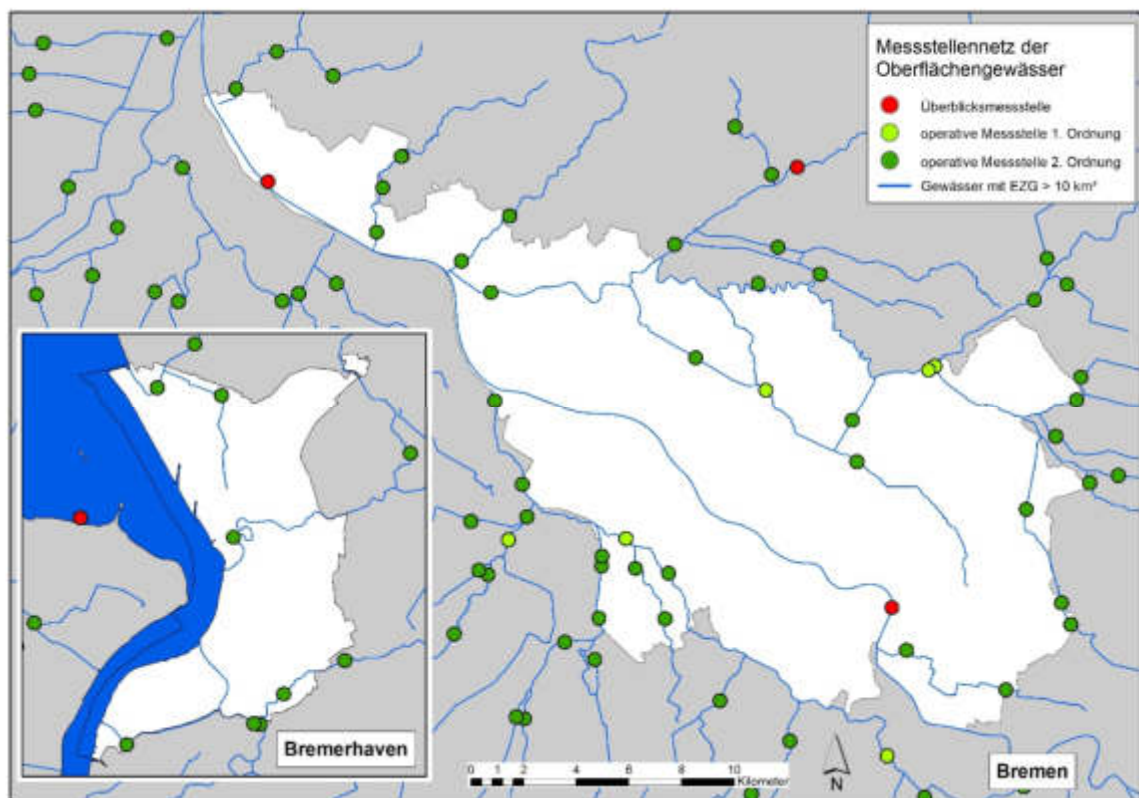 Messstellennetz der
Oberflächengewässer
Überblicksmessstelle
operative Messstelle 1. Ordnung
operative Messstelle 2. Ordnung
Gewässer mit EZG > 10 km²
Bremerhaven
0 1 2 4 6 8 10
Kilometer
N
Bremen